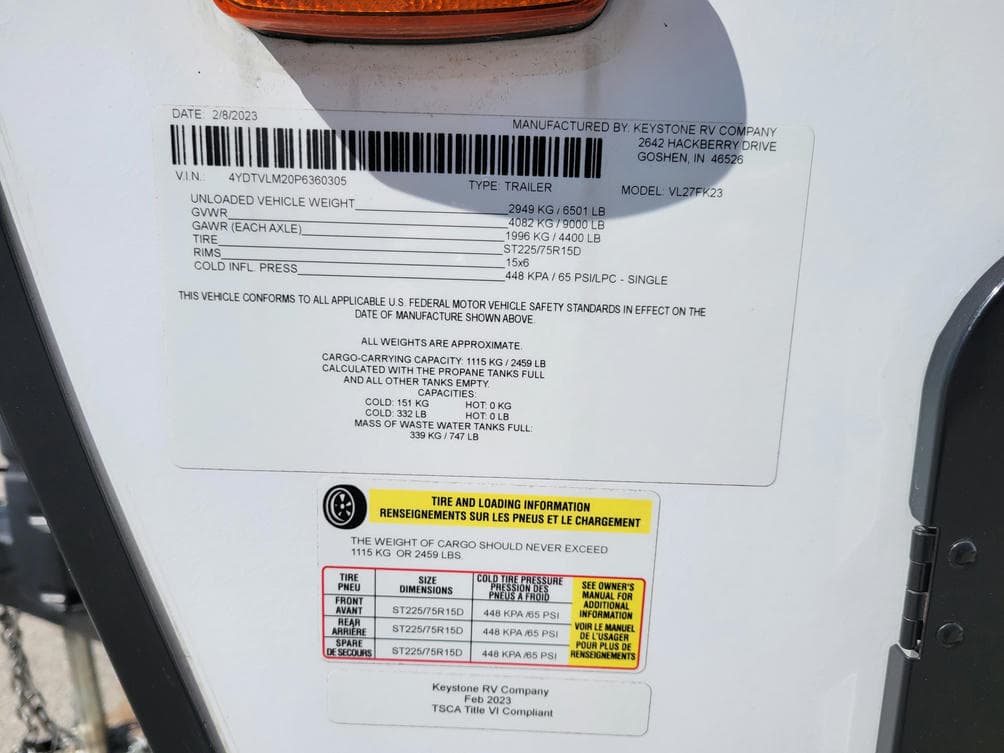 DATE: 2/8/2023
MANUFACTURED BY: KEYSTONE RV COMPANY
2642 HACKBERRY DRIVE
GOSHEN, IN 46526
V.I.N.: 4YDTVLM20P6360305
TYPE: TRAILER
MODEL: VL27FK23
UNLOADED VEHICLE WEIGHT 2949 KG / 6501 LB
GVWR 4082 KG / 9000 LB
GAWR (EACH AXLE) 1996 KG / 4400 LB
TIRE ST225/75R15D
RIMS 15x6
COLD INFL. PRESS 448 KPA / 65 PSI/LPC - SINGLE
THIS VEHICLE CONFORMS TO ALL APPLICABLE U.S. FEDERAL MOTOR VEHICLE SAFETY STANDARDS IN EFFECT ON THE
DATE OF MANUFACTURE SHOWN ABOVE.
ALL WEIGHTS ARE APPROXIMATE.
CARGO-CARRYING CAPACITY: 1115 KG / 2459 LB
CALCULATED WITH THE PROPANE TANKS FULL
AND ALL OTHER TANKS EMPTY.
CAPACITIES:
COLD: 151 KG HOT: 0 KG
COLD: 332 LB HOT: 0 LB
MASS OF WASTE WATER TANKS FULL:
339 KG / 747 LB
TIRE AND LOADING INFORMATION
RENSEIGNEMENTS SUR LES PNEUS ET LE CHARGEMENT
THE WEIGHT OF CARGO SHOULD NEVER EXCEED
1115 KG OR 2459 LBS.
TIRE
PNEU
SIZE
DIMENSIONS
COLD TIRE PRESSURE
PRESSION DES
PNEUS A FROID
FRONT
AVANT
ST225/75R15D
448 KPA /65 PSI
REAR
ARRIÈRE
ST225/75R15D
448 KPA /65 PSI
SPARE
DE SECOURS
ST225/75R15D
448 KPA /65 PSI
SEE OWNER'S
MANUAL FOR
ADDITIONAL
INFORMATION
VOIR LE MANUEL
DE L'USAGER
POUR PLUS DE
RENSEIGNEMENTS
Keystone RV Company
Feb 2023
TSCA Title VI Compliant